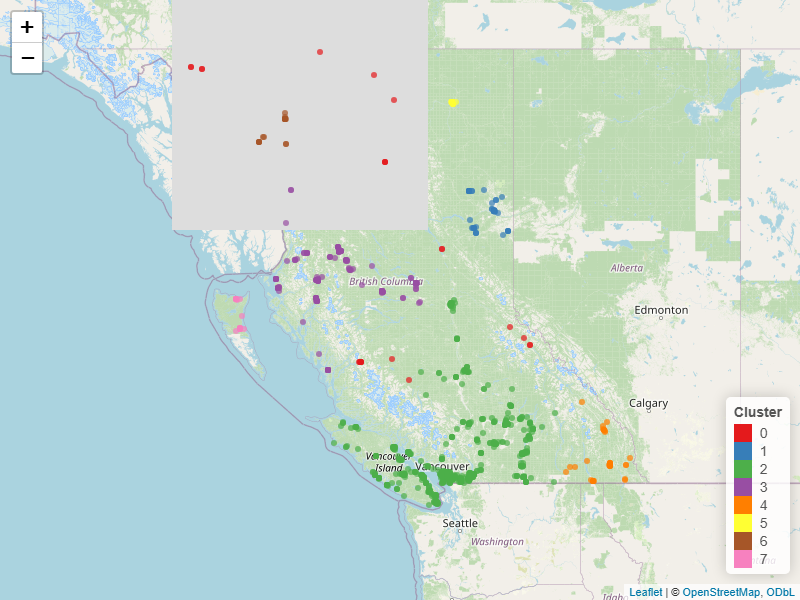 +
−
Alberta
British Columbia
Edmonton
Calgary
Cluster
0
1
2
3
4
5
6
7
Vancouver
Island
Vancouver
Seattle
Washington
Leaflet | © OpenStreetMap, ODbL